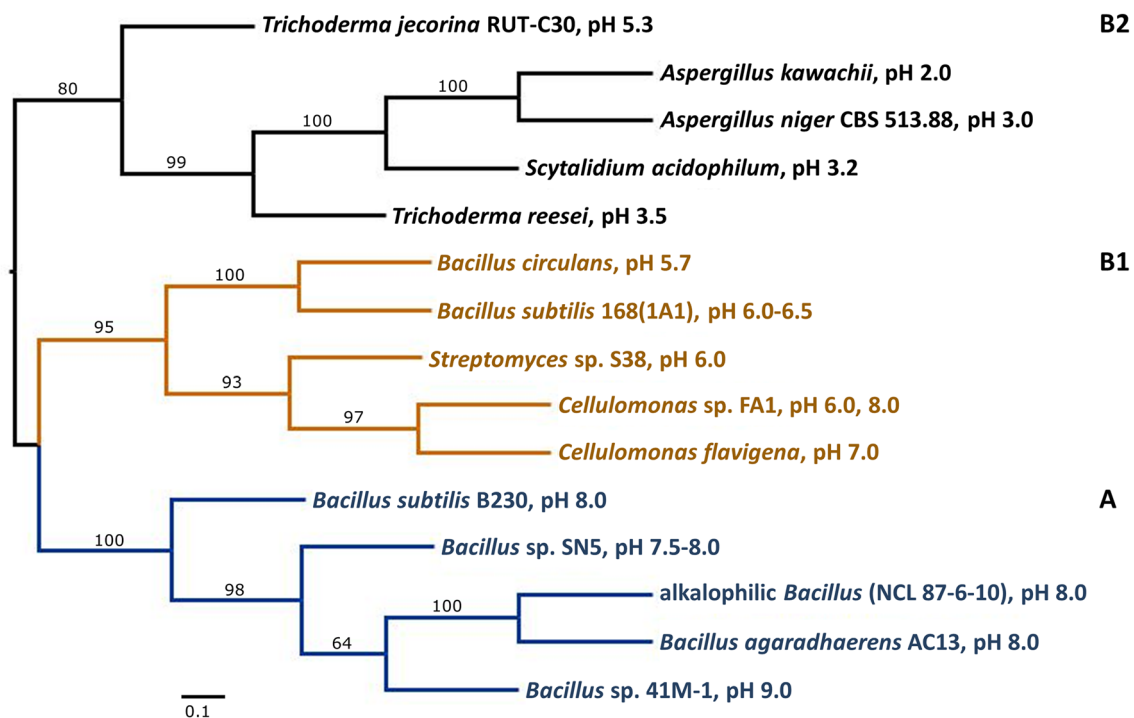 Trichoderma jecorina RUT-C30, pH 5.3
B2
80
100
Aspergillus kawachii, pH 2.0
100
Aspergillus niger CBS 513.88, pH 3.0
99
Scytalidium acidophilum, pH 3.2
Trichoderma reesei, pH 3.5
Bacillus circulans, pH 5.7
B1
100
Bacillus subtilis 168(1A1), pH 6.0-6.5
95
Streptomyces sp. S38, pH 6.0
93
Cellulomonas sp. FA1, pH 6.0, 8.0
97
Cellulomonas flavigena, pH 7.0
Bacillus subtilis B230, pH 8.0
A
100
Bacillus sp. SN5, pH 7.5-8.0
98
alkalophilic Bacillus (NCL 87-6-10), pH 8.0
100
Bacillus agaradhaerens AC13, pH 8.0
64
Bacillus sp. 41M-1, pH 9.0
0.1